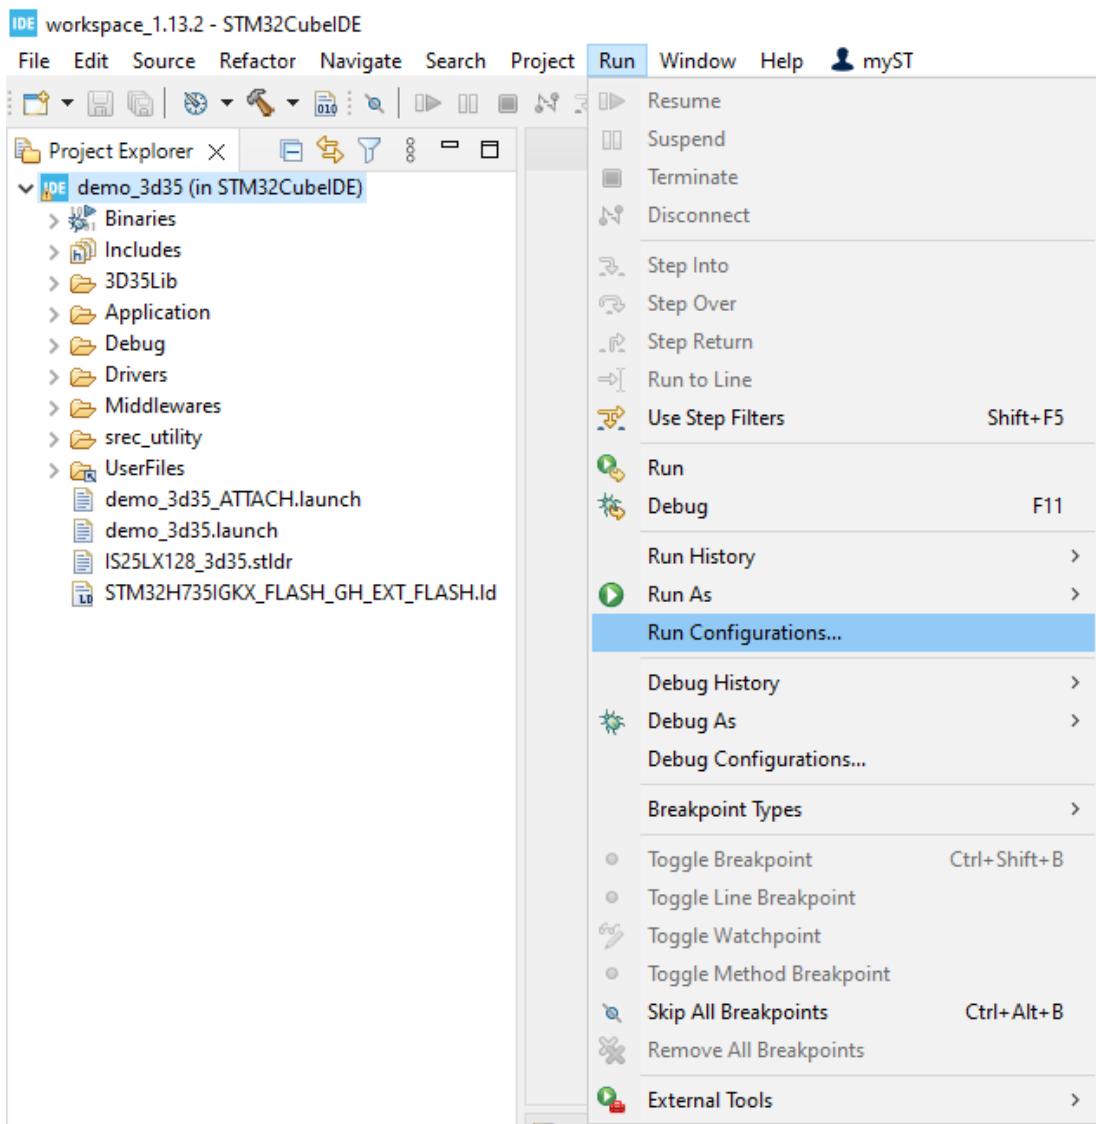 IDE workspace_1.13.2 - STM32CubeIDE
File Edit Source Refactor Navigate Search Project Run Window Help myST
010
Project Explorer
IDE demo_3d35 (in STM32CubeIDE)
Binaries
Includes
3D35Lib
Application
Debug
Drivers
Middlewares
srec_utility
UserFiles
demo_3d35_ATTACH.launch
demo_3d35.launch
IS25LX128_3d35.stldr
STM32H735IGKX_FLASH_GH_EXT_FLASH.ld
Resume
Suspend
Terminate
Disconnect
Step Into
Step Over
Step Return
Run to Line
Use Step Filters Shift+F5
Run
Debug F11
Run History
Run As
Run Configurations...
Debug History
Debug As
Debug Configurations...
Breakpoint Types
Toggle Breakpoint Ctrl+Shift+B
Toggle Line Breakpoint
Toggle Watchpoint
Toggle Method Breakpoint
Skip All Breakpoints Ctrl+Alt+B
Remove All Breakpoints
External Tools